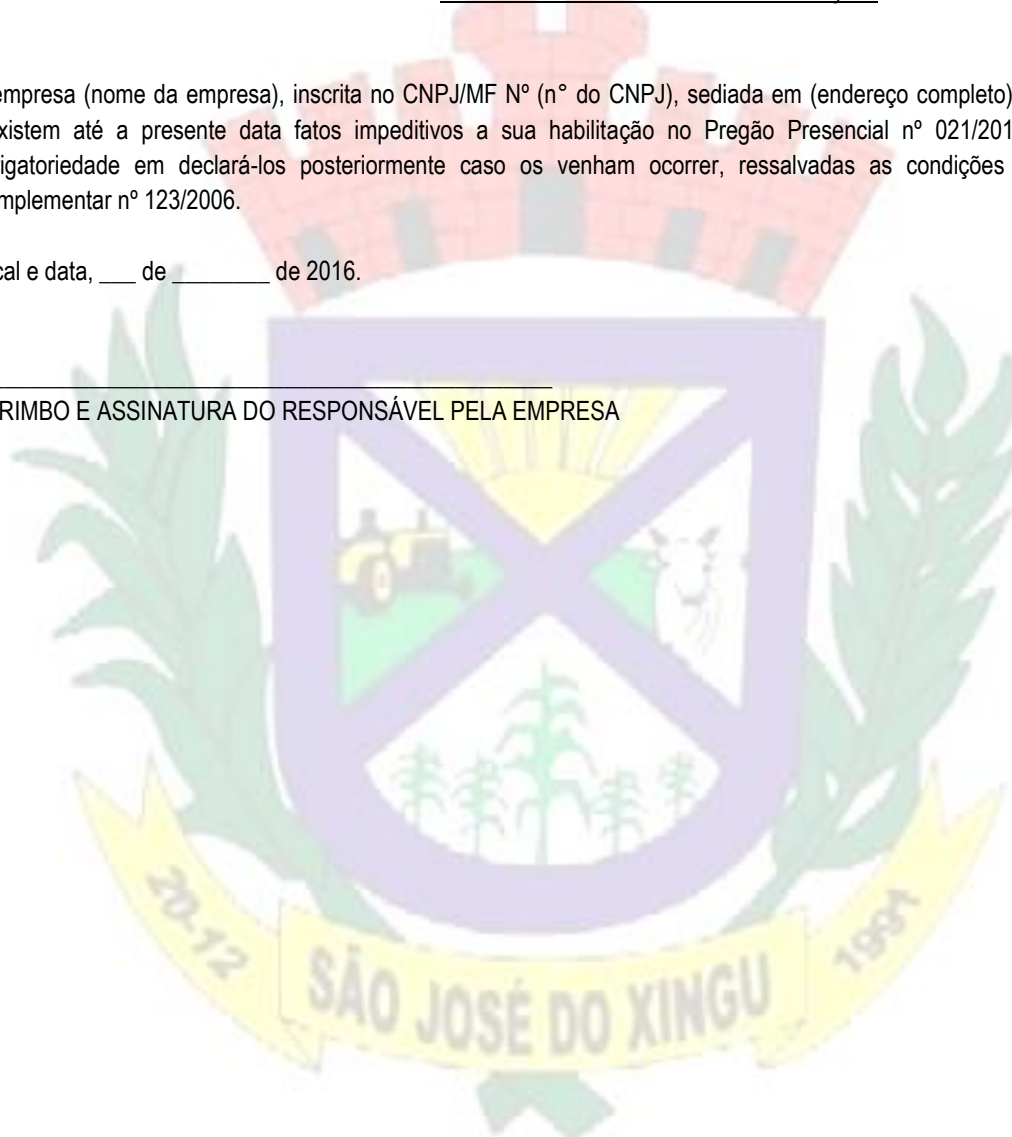 empresa (nome da empresa), inscrita no CNPJ/MF Nº (n° do CNPJ), sediada em (endereço completo)
xistem até a presente data fatos impeditivos a sua habilitação no Pregão Presencial nº 021/201
igatoriedade em declará-los posteriormente caso os venham ocorrer, ressalvadas as condições
mplementar nº 123/2006.
cal e data, ___ de ________ de 2016.
RIMBO E ASSINATURA DO RESPONSÁVEL PELA EMPRESA
20-12
SÃO JOSÉ DO XINGU
1991